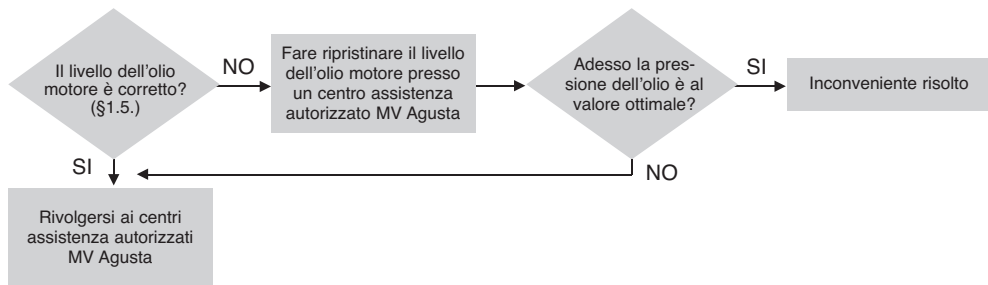 Il livello dell'olio
motore è corretto?
(§1.5.)
NO
Fare ripristinare il livello
dell'olio motore presso
un centro assistenza
autorizzato MV Agusta
Adesso la pres-
sione dell'olio è al
valore ottimale?
SI
Inconveniente risolto
SI
NO
Rivolgersi ai centri
assistenza autorizzati
MV Agusta